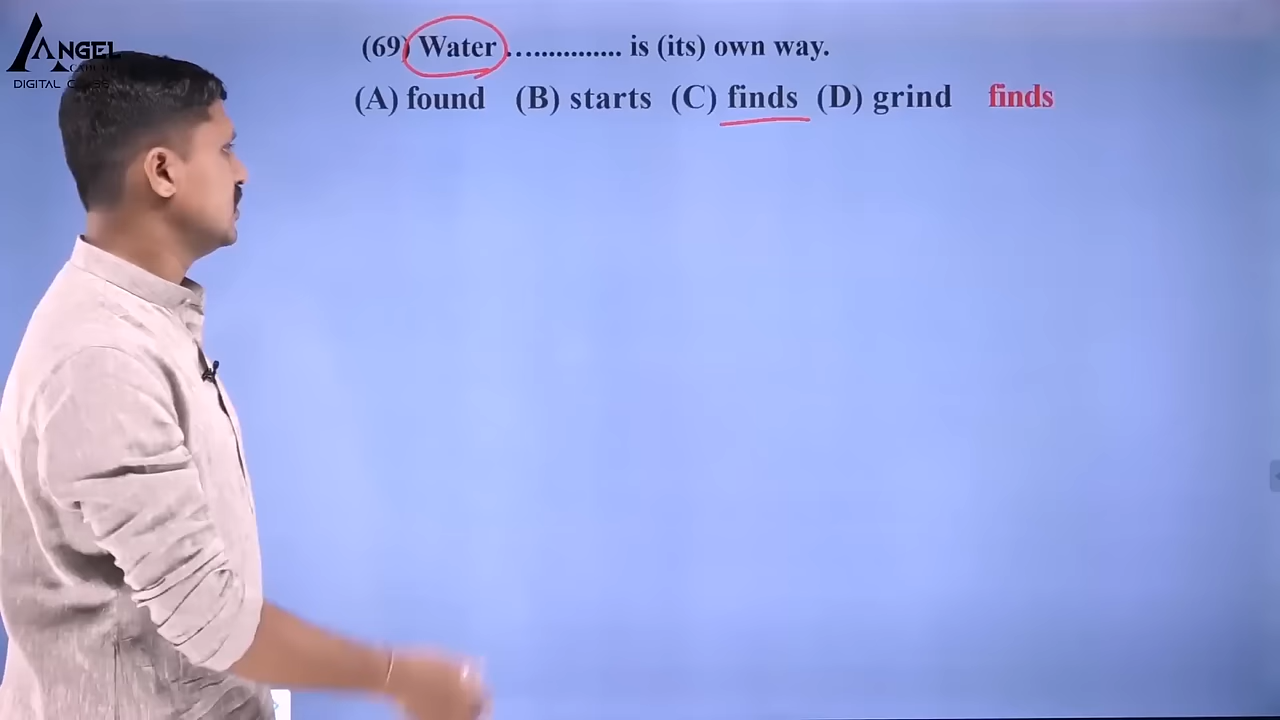 ANGEL
DIGITAL
(69) Water ................ is (its) own way.
(A) found (B) starts (C) finds (D) grind finds